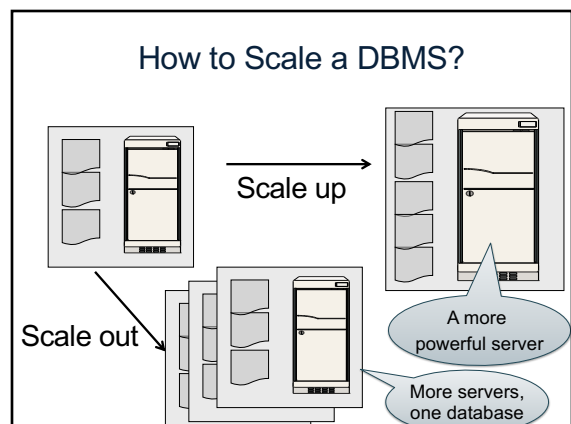 How to Scale a DBMS?
Scale up
A more
powerful server
Scale out
More servers,
one database